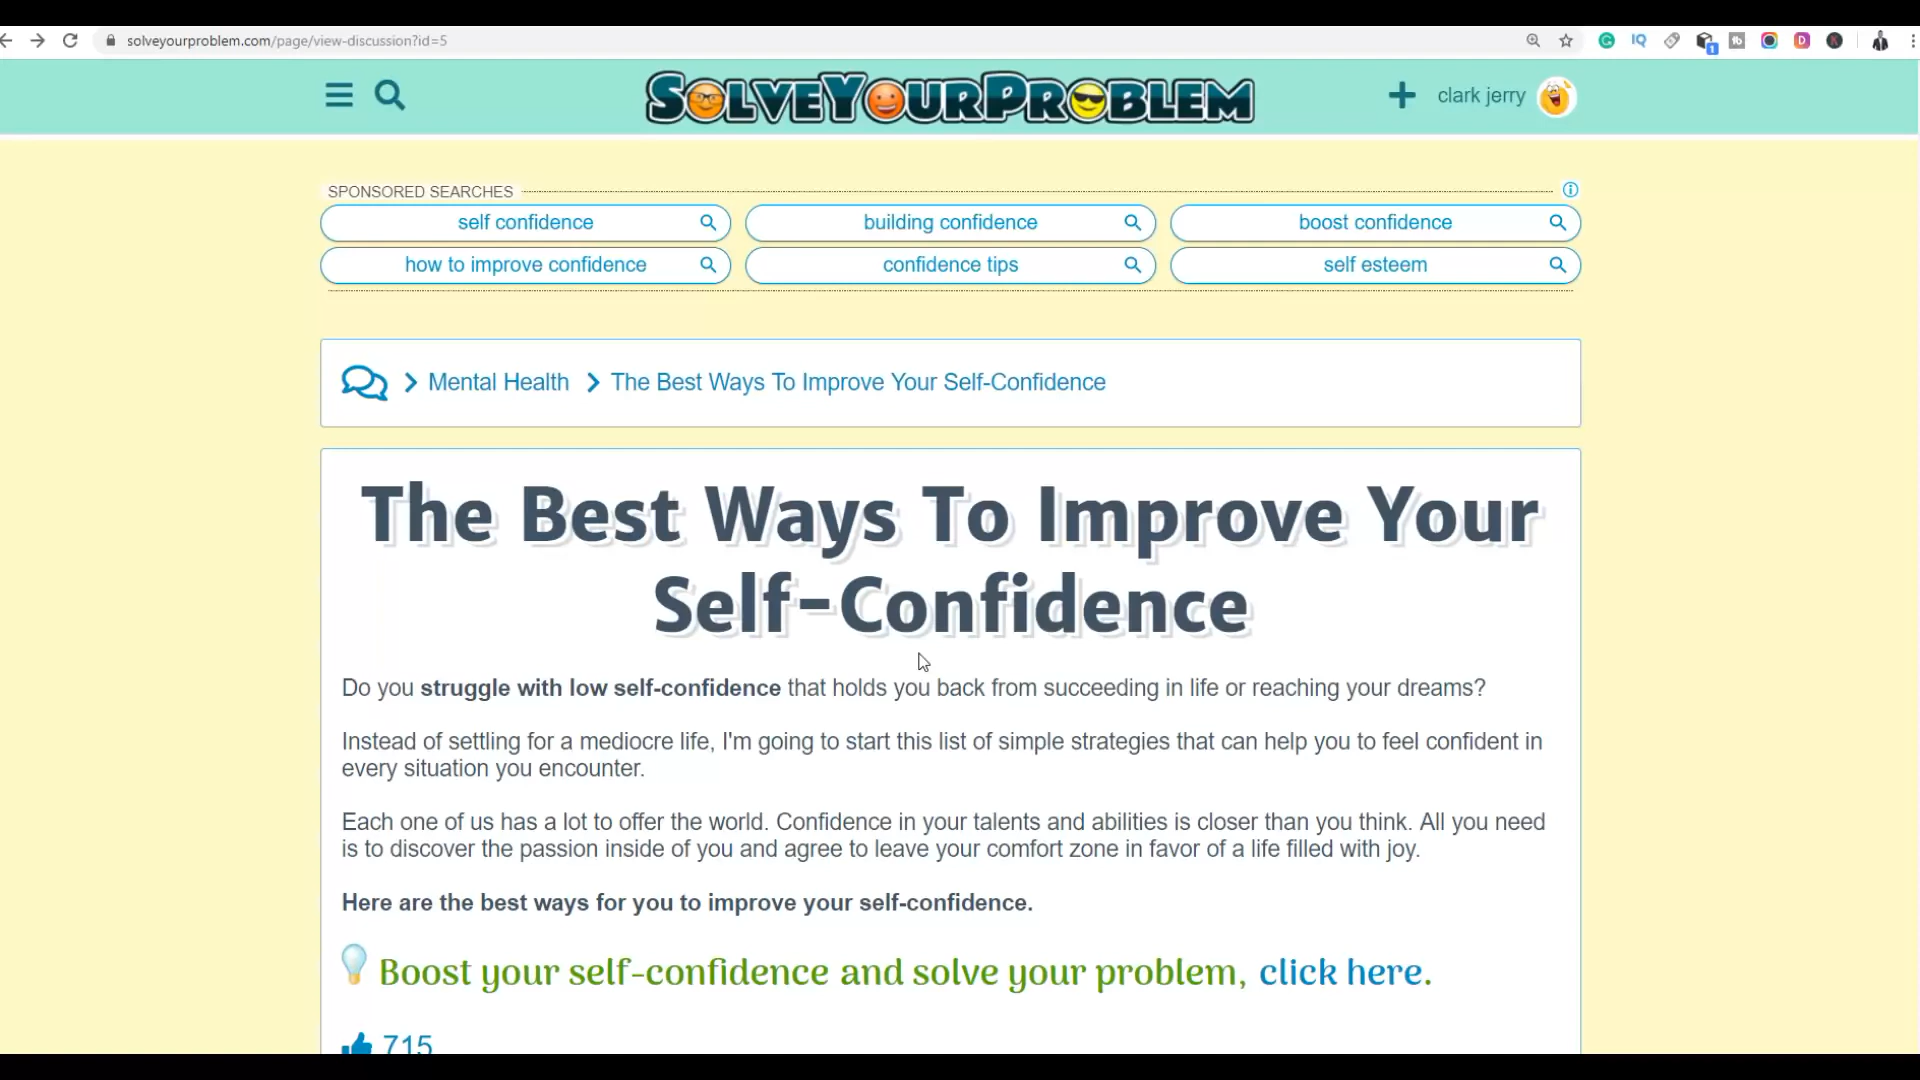 solveyourproblem.com/page/view-discussion?id=5
SOLVEYOURPROBLEM
clark jerry
SPONSORED SEARCHES
self confidence
building confidence
boost confidence
how to improve confidence
confidence tips
self esteem
Mental Health
The Best Ways To Improve Your Self-Confidence
The Best Ways To Improve Your
Self-Confidence
Do you struggle with low self-confidence that holds you back from succeeding in life or reaching your dreams?
Instead of settling for a mediocre life, I'm going to start this list of simple strategies that can help you to feel confident in
every situation you encounter.
Each one of us has a lot to offer the world. Confidence in your talents and abilities is closer than you think. All you need
is to discover the passion inside of you and agree to leave your comfort zone in favor of a life filled with joy.
Here are the best ways for you to improve your self-confidence.
Boost your self-confidence and solve your problem, click here.
715